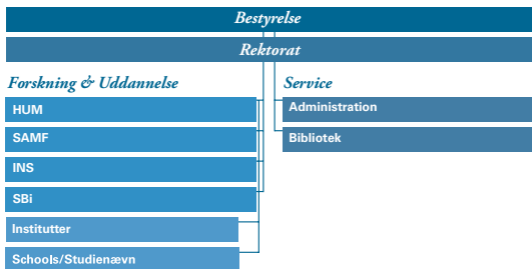 Bestyrelse
Rektorat
Forskning & Uddannelse
HUM
SAMF
INS
SBi
Institutter
Schools/Studienævn
Service
Administration
Bibliotek